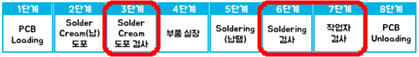 1단계
2단계
3단계
4단계
5단계
6단계
7단계
8단계
PCB
Loading
Solder
Cream(납)
도포
Solder
Cream
도포 검사
부품 실장
Soldering
(납땜)
Soldering
검사
작업자
검사
PCB
Unloading